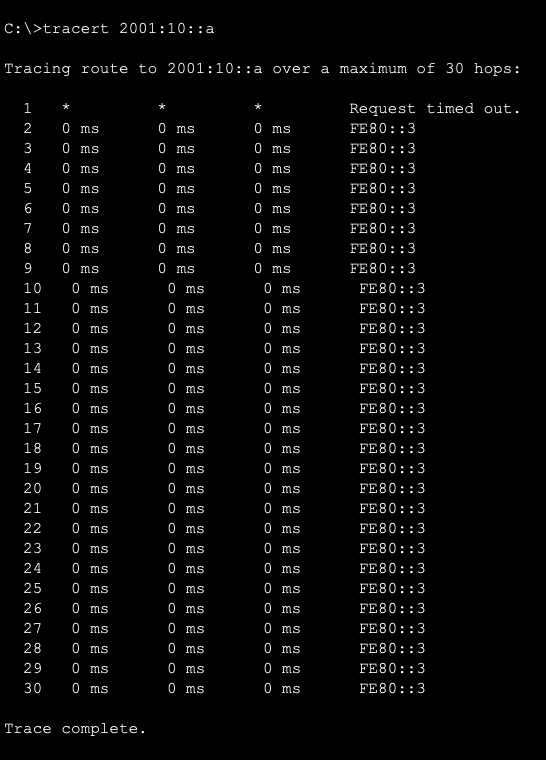 C:\>tracert 2001:10::a
Tracing route to 2001:10::a over a maximum of 30 hops:
1 * * * Request timed out.
2 0 ms 0 ms 0 ms FE80::3
3 0 ms 0 ms 0 ms FE80::3
4 0 ms 0 ms 0 ms FE80::3
5 0 ms 0 ms 0 ms FE80::3
6 0 ms 0 ms 0 ms FE80::3
7 0 ms 0 ms 0 ms FE80::3
8 0 ms 0 ms 0 ms FE80::3
9 0 ms 0 ms 0 ms FE80::3
10 0 ms 0 ms 0 ms FE80::3
11 0 ms 0 ms 0 ms FE80::3
12 0 ms 0 ms 0 ms FE80::3
13 0 ms 0 ms 0 ms FE80::3
14 0 ms 0 ms 0 ms FE80::3
15 0 ms 0 ms 0 ms FE80::3
16 0 ms 0 ms 0 ms FE80::3
17 0 ms 0 ms 0 ms FE80::3
18 0 ms 0 ms 0 ms FE80::3
19 0 ms 0 ms 0 ms FE80::3
20 0 ms 0 ms 0 ms FE80::3
21 0 ms 0 ms 0 ms FE80::3
22 0 ms 0 ms 0 ms FE80::3
23 0 ms 0 ms 0 ms FE80::3
24 0 ms 0 ms 0 ms FE80::3
25 0 ms 0 ms 0 ms FE80::3
26 0 ms 0 ms 0 ms FE80::3
27 0 ms 0 ms 0 ms FE80::3
28 0 ms 0 ms 0 ms FE80::3
29 0 ms 0 ms 0 ms FE80::3
30 0 ms 0 ms 0 ms FE80::3
Trace complete.